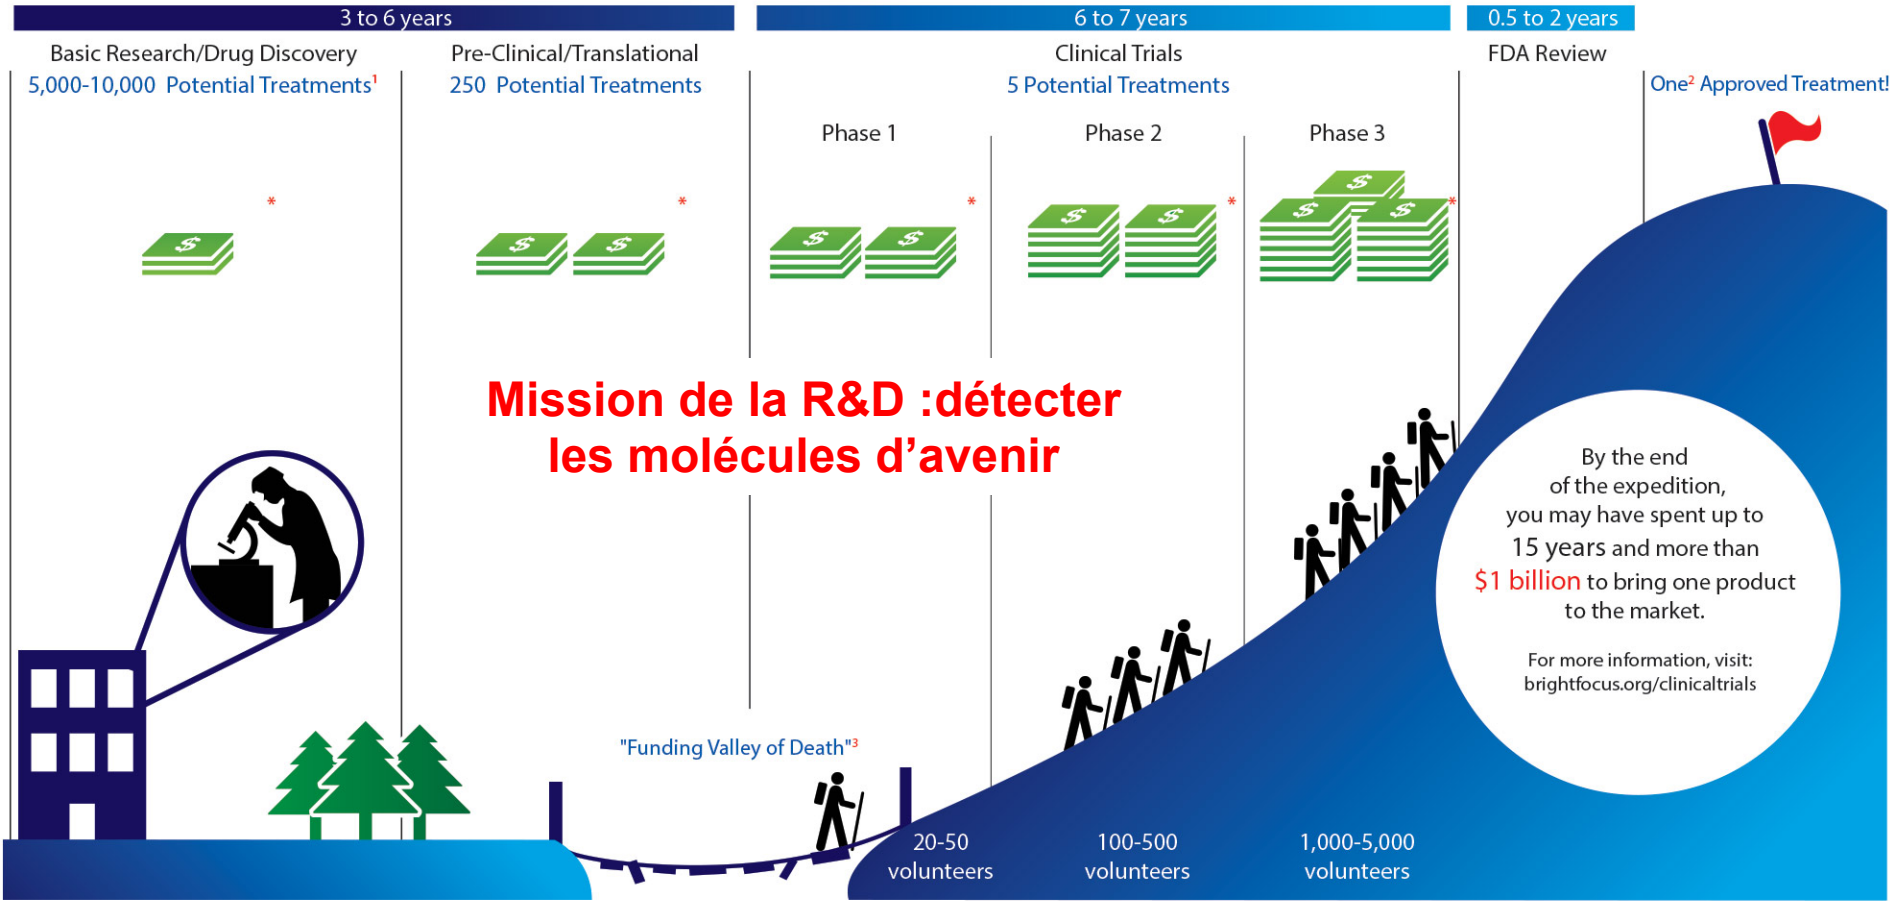 3 to 6 years
6 to 7 years
0.5 to 2 years
Basic Research/Drug Discovery
Pre-Clinical/Translational
Clinical Trials
FDA Review
5,000-10,000 Potential Treatments¹
250 Potential Treatments
5 Potential Treatments
One² Approved Treatment!
Phase 1
Phase 2
Phase 3
*
*
*
*
*
$
$
$
$
$
$
$
$
$
$
Mission de la R&D :détecter
les molécules d’avenir
By the end
of the expedition,
you may have spent up to
15 years and more than
$1 billion to bring one product
to the market.
For more information, visit:
brightfocus.org/clinicaltrials
"Funding Valley of Death"³
20-50
volunteers
100-500
volunteers
1,000-5,000
volunteers